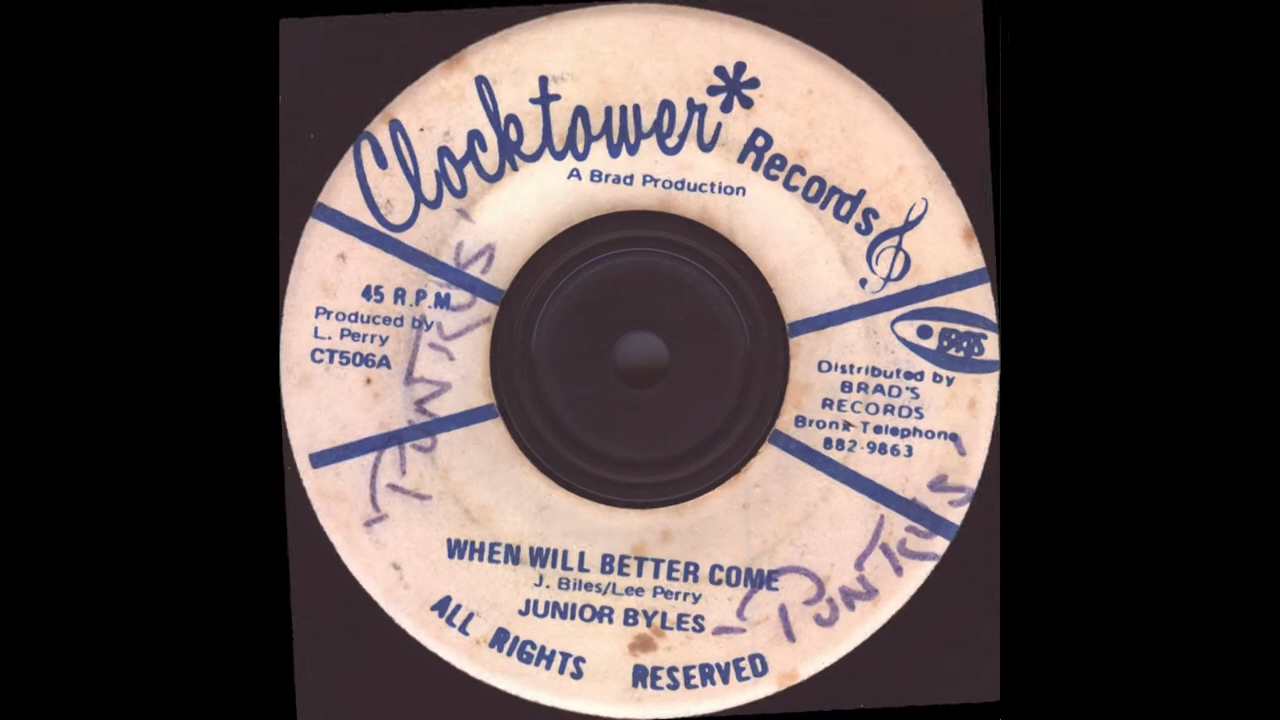 Clocktower* Records
A Brad Production
45 R.P.M.
Produced by
L. Perry
CT506A
BRAD'S
Distributed by
BRAD'S
RECORDS
Bronx Telephone
882-9863
WHEN WILL BETTER COME
J. Biles/Lee Perry
JUNIOR BYLES
ALL RIGHTS RESERVED